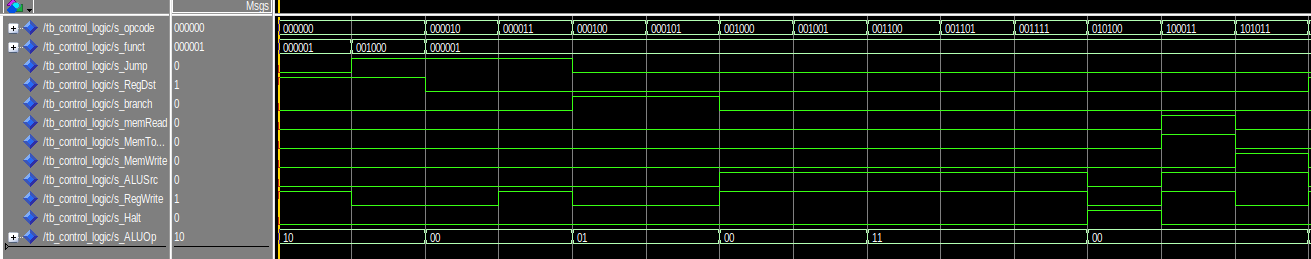 Msgs
/tb_control_logic/s_opcode 000000 000000 000010 000011 000100 000101 001000 001001 001100 001101 001111 010100 100011 101011
/tb_control_logic/s_funct 000001 000001 001000 000001
/tb_control_logic/s_Jump 0
/tb_control_logic/s_RegDst 1
/tb_control_logic/s_branch 0
/tb_control_logic/s_memRead 0
/tb_control_logic/s_MemTo... 0
/tb_control_logic/s_MemWrite 0
/tb_control_logic/s_ALUSrc 0
/tb_control_logic/s_RegWrite 1
/tb_control_logic/s_Halt 0
/tb_control_logic/s_ALUOp 10 10 00 01 00 11 00